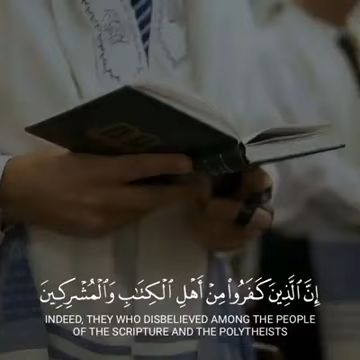 إِنَّ ٱلَّذِينَ كَفَرُوا۟ مِنْ أَهْلِ ٱلْكِتَـٰبِ وَٱلْمُشْرِكِينَ
INDEED, THEY WHO DISBELIEVED AMONG THE PEOPLE
OF THE SCRIPTURE AND THE POLYTHEISTS